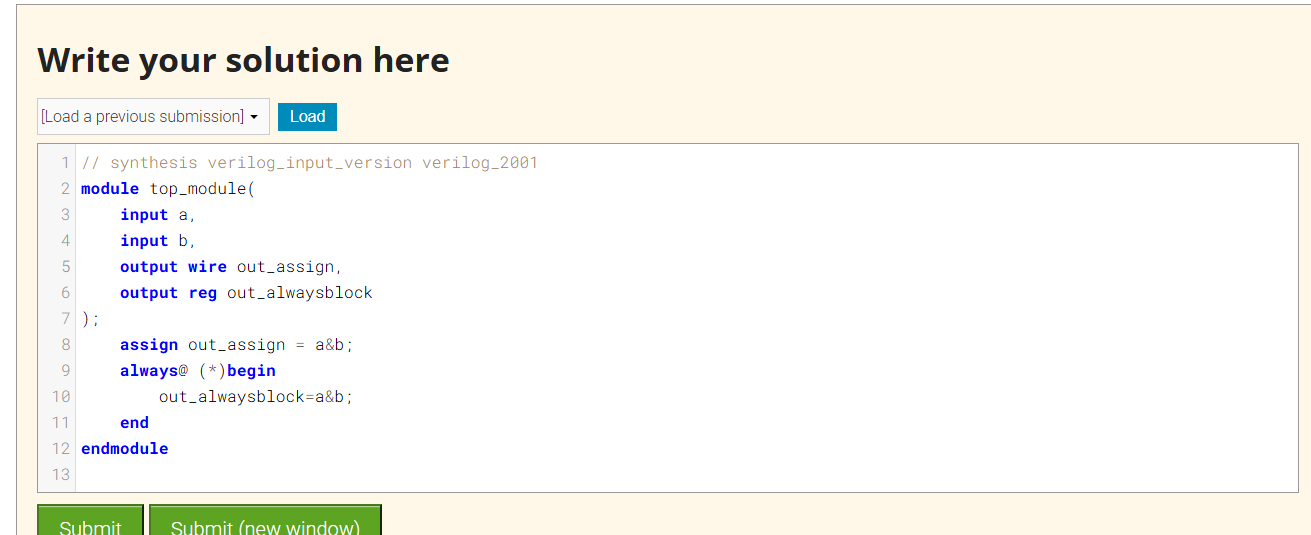 Write your solution here
[Load a previous submission] Load
1 // synthesis verilog_input_version verilog_2001
2 module top_module(
3     input a,
4     input b,
5     output wire out_assign,
6     output reg out_alwaysblock
7 );
8     assign out_assign = a&b;
9     always@ (*)begin
10         out_alwaysblock=a&b;
11     end
12 endmodule
13
Submit Submit (new window)